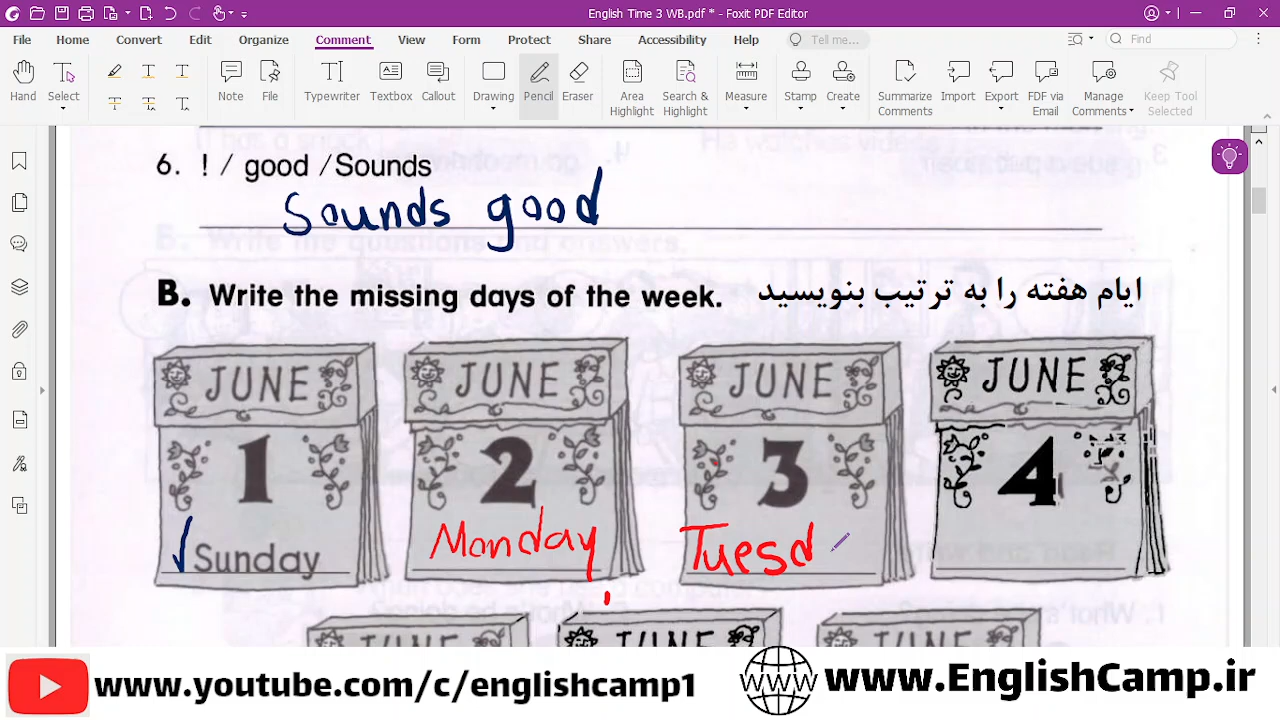 English Time 3 WB.pdf * - Foxit PDF Editor
File Home Convert Edit Organize Comment View Form Protect Share Accessibility Help Tell me... Find
Hand Select Note File Typewriter Textbox Callout Drawing Pencil Eraser Area Highlight Search & Highlight Measure Stamp Create Summarize Comments Import Export FDF via Email Manage Comments Keep Tool Selected
6. ! / good /Sounds
Sounds good
B. Write the missing days of the week. ایام هفته را به ترتیب بنویسید
JUNE JUNE JUNE JUNE
1 2 3 4
Sunday Monday Tuesd
JUNE JUNE JUNE
www.youtube.com/c/englishcamp1 WWW www.EnglishCamp.ir